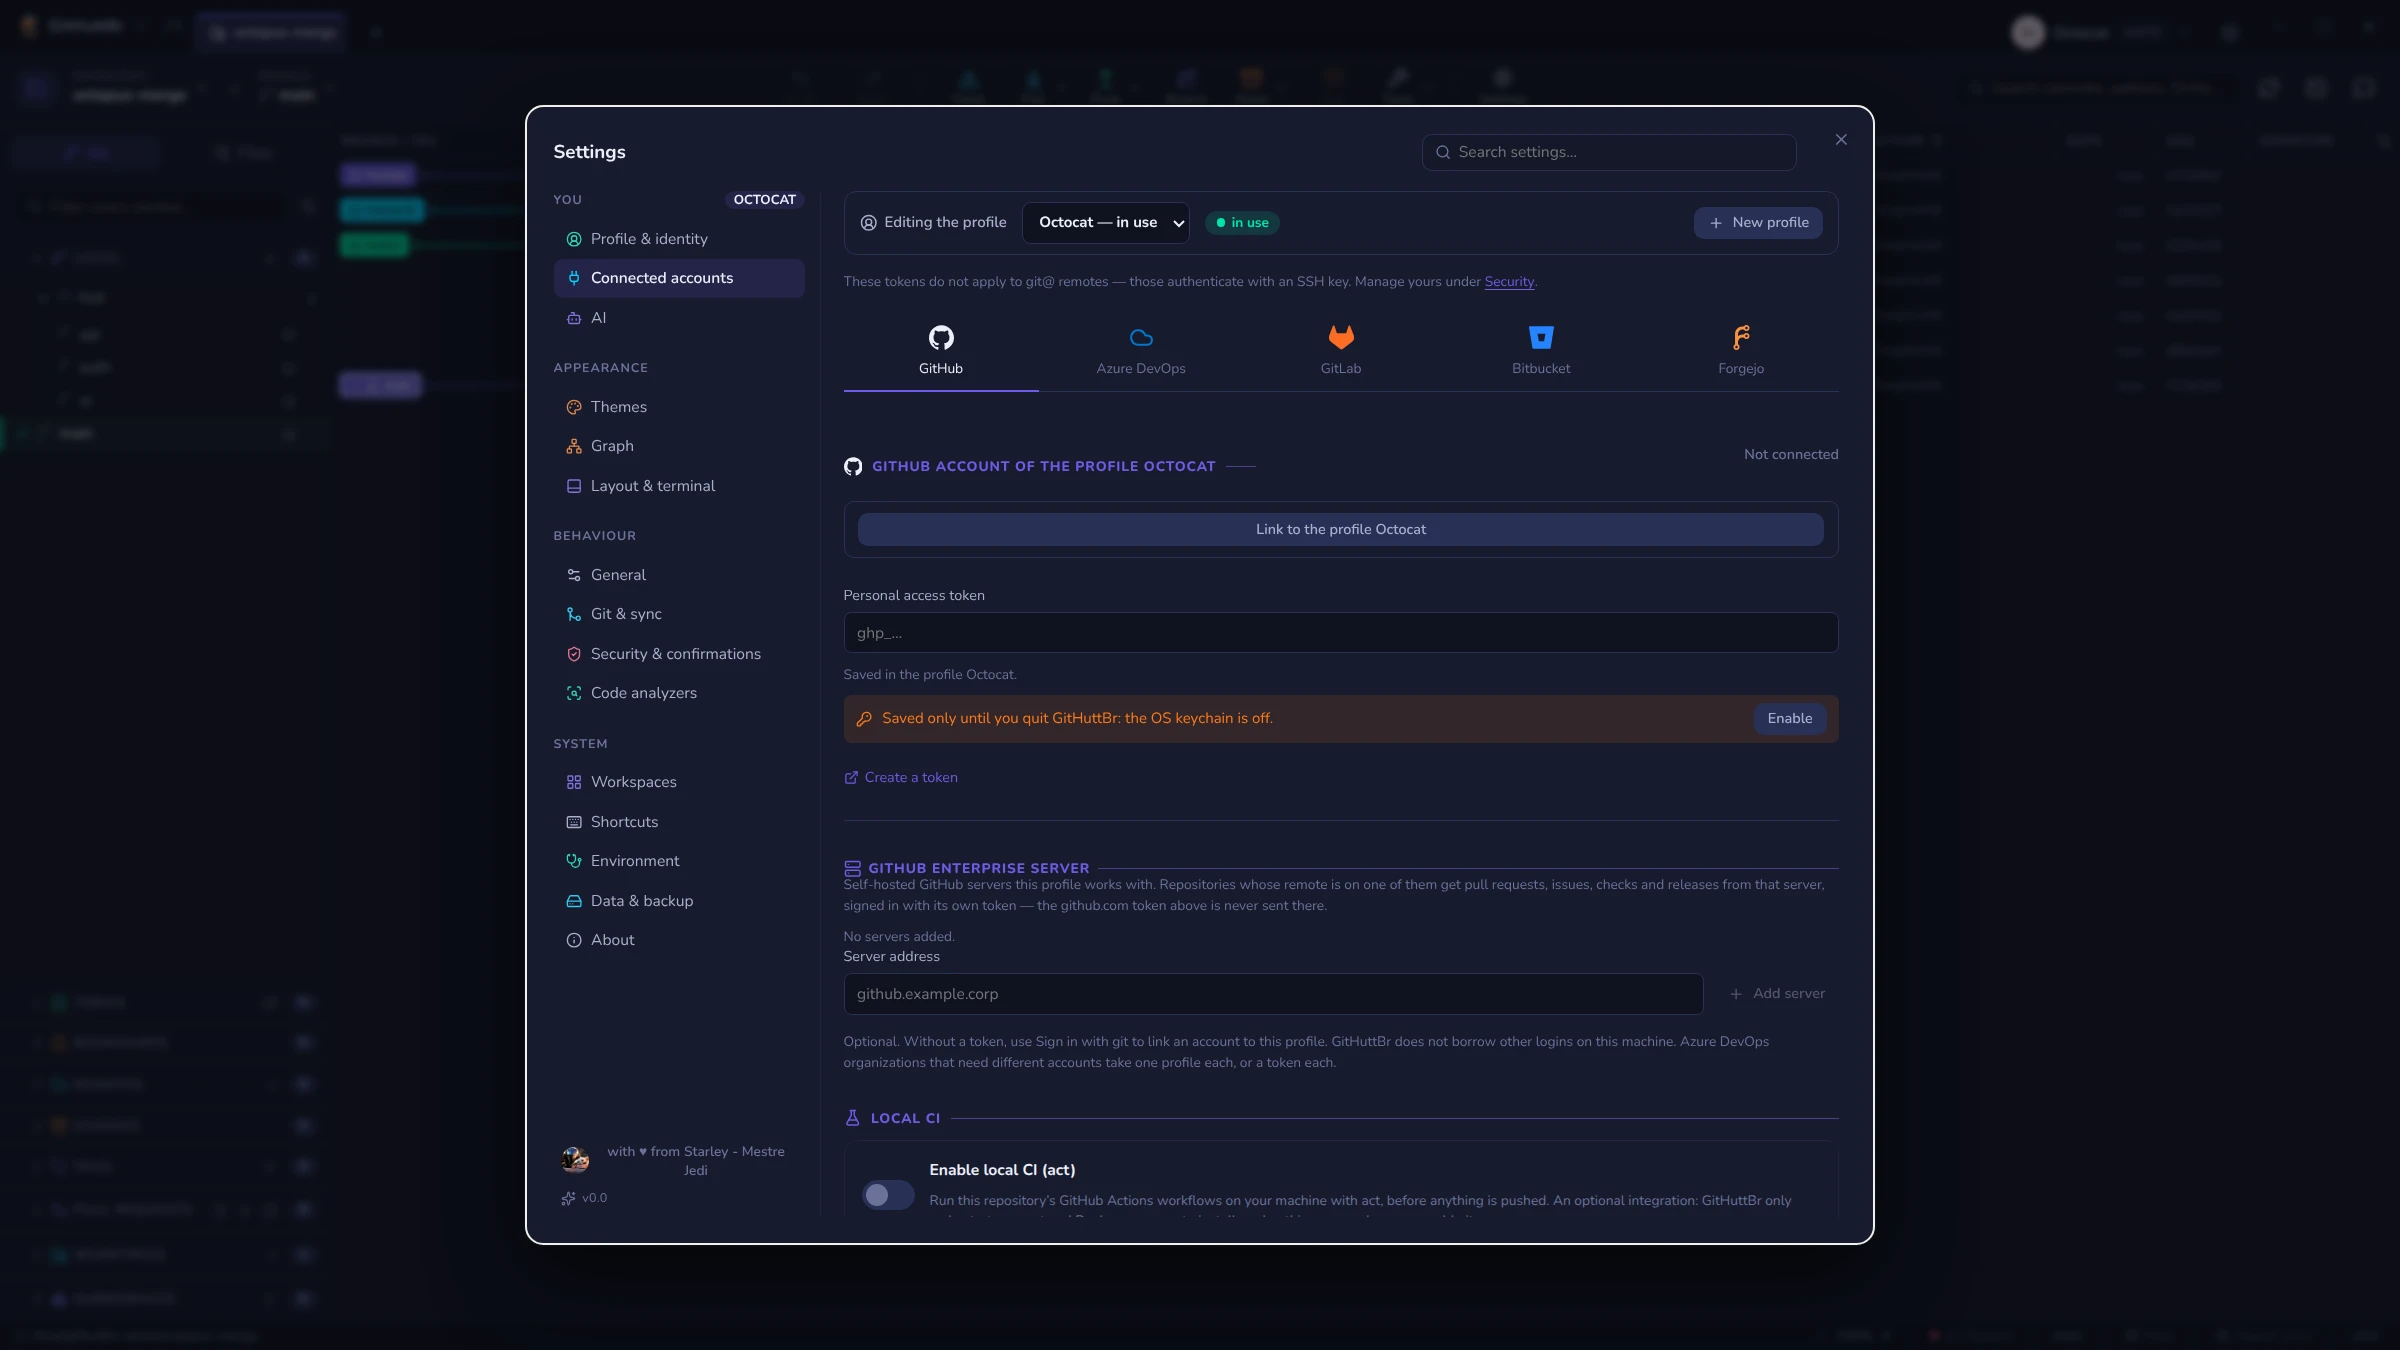 Settings
Search settings...
YOU
OCTOCAT
Profile & identity
Connected accounts
AI
APPEARANCE
Themes
Graph
Layout & terminal
BEHAVIOUR
General
Git & sync
Security & confirmations
Code analyzers
SYSTEM
Workspaces
Shortcuts
Environment
Data & backup
About
with ♥ from Starley - Mestre
Jedi
v0.0
Editing the profile
Octocat — in use
in use
New profile
These tokens do not apply to git@ remotes — those authenticate with an SSH key. Manage yours under Security.
GitHub
Azure DevOps
GitLab
Bitbucket
Forgejo
GITHUB ACCOUNT OF THE PROFILE OCTOCAT
Not connected
Link to the profile Octocat
Personal access token
ghp_...
Saved in the profile Octocat.
Saved only until you quit GitHuttBr: the OS keychain is off.
Enable
Create a token
GITHUB ENTERPRISE SERVER
Self-hosted GitHub servers this profile works with. Repositories whose remote is on one of them get pull requests, issues, checks and releases from that server,
signed in with its own token — the github.com token above is never sent there.
No servers added.
Server address
github.example.corp
Add server
Optional. Without a token, use Sign in with git to link an account to this profile. GitHuttBr does not borrow other logins on this machine. Azure DevOps
organizations that need different accounts take one profile each, or a token each.
LOCAL CI
Enable local CI (act)
Run this repository's GitHub Actions workflows on your machine with act, before anything is pushed. An optional integration: GitHuttBr only